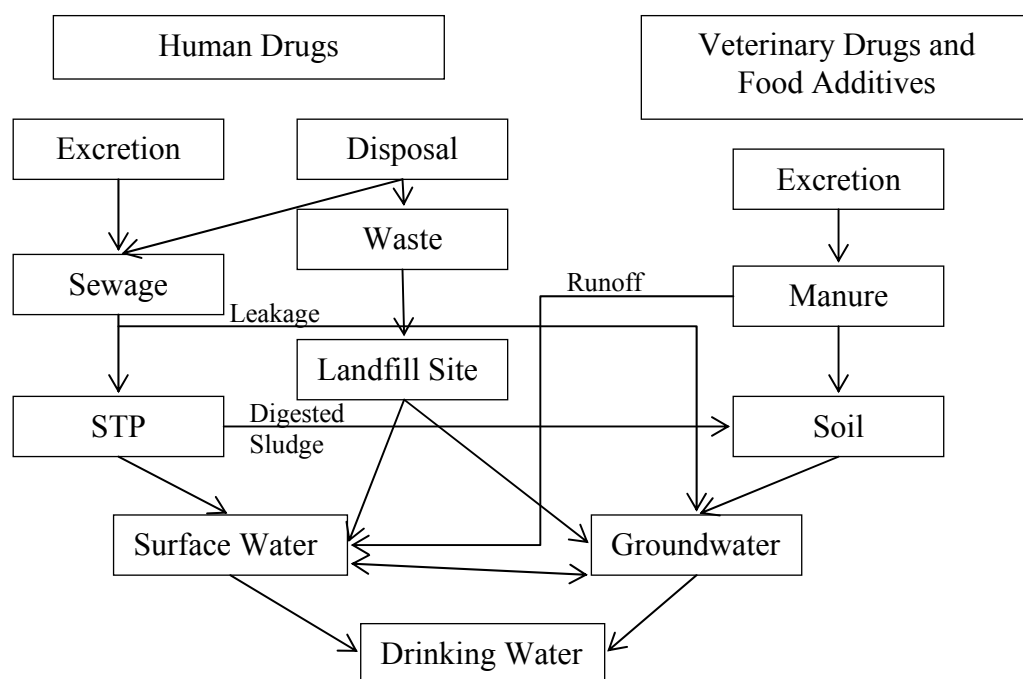 Human Drugs
Veterinary Drugs and
Food Additives
Excretion
Disposal
Excretion
Waste
Sewage
Runoff
Manure
Leakage
Landfill Site
STP
Digested
Sludge
Soil
Surface Water
Groundwater
Drinking Water